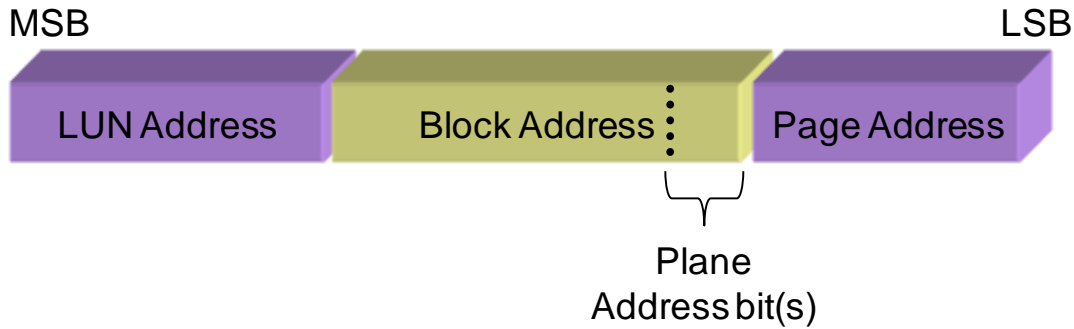 MSB
LSB
LUN Address
Block Address
Page Address
Plane
Address bit(s)